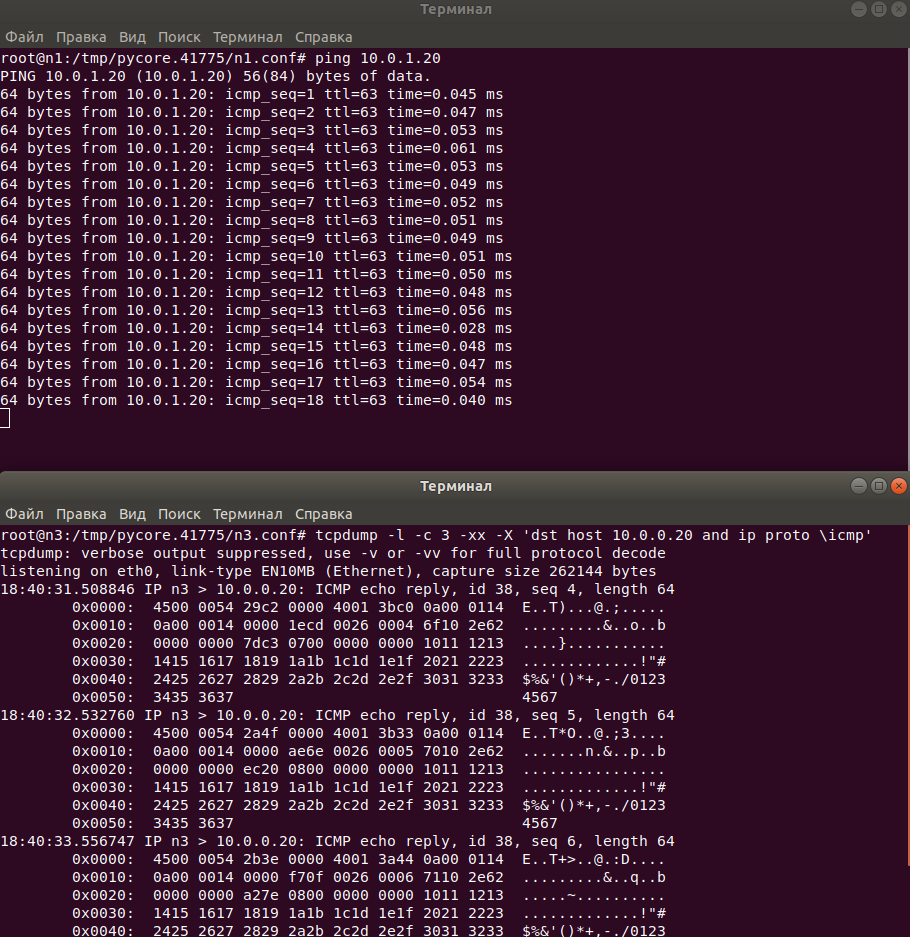 Терминал
Файл Правка Вид Поиск Терминал Справка
root@n1:/tmp/pycore.41775/n1.conf# ping 10.0.1.20
PING 10.0.1.20 (10.0.1.20) 56(84) bytes of data.
64 bytes from 10.0.1.20: icmp_seq=1 ttl=63 time=0.045 ms
64 bytes from 10.0.1.20: icmp_seq=2 ttl=63 time=0.047 ms
64 bytes from 10.0.1.20: icmp_seq=3 ttl=63 time=0.053 ms
64 bytes from 10.0.1.20: icmp_seq=4 ttl=63 time=0.061 ms
64 bytes from 10.0.1.20: icmp_seq=5 ttl=63 time=0.053 ms
64 bytes from 10.0.1.20: icmp_seq=6 ttl=63 time=0.049 ms
64 bytes from 10.0.1.20: icmp_seq=7 ttl=63 time=0.052 ms
64 bytes from 10.0.1.20: icmp_seq=8 ttl=63 time=0.051 ms
64 bytes from 10.0.1.20: icmp_seq=9 ttl=63 time=0.049 ms
64 bytes from 10.0.1.20: icmp_seq=10 ttl=63 time=0.051 ms
64 bytes from 10.0.1.20: icmp_seq=11 ttl=63 time=0.050 ms
64 bytes from 10.0.1.20: icmp_seq=12 ttl=63 time=0.048 ms
64 bytes from 10.0.1.20: icmp_seq=13 ttl=63 time=0.056 ms
64 bytes from 10.0.1.20: icmp_seq=14 ttl=63 time=0.028 ms
64 bytes from 10.0.1.20: icmp_seq=15 ttl=63 time=0.048 ms
64 bytes from 10.0.1.20: icmp_seq=16 ttl=63 time=0.047 ms
64 bytes from 10.0.1.20: icmp_seq=17 ttl=63 time=0.054 ms
64 bytes from 10.0.1.20: icmp_seq=18 ttl=63 time=0.040 ms
Терминал
Файл Правка Вид Поиск Терминал Справка
root@n3:/tmp/pycore.41775/n3.conf# tcpdump -l -c 3 -xx -X 'dst host 10.0.0.20 and ip proto \icmp'
tcpdump: verbose output suppressed, use -v or -vv for full protocol decode
listening on eth0, link-type EN10MB (Ethernet), capture size 262144 bytes
18:40:31.508846 IP n3 > 10.0.0.20: ICMP echo reply, id 38, seq 4, length 64
0x0000: 4500 0054 29c2 0000 4001 3bc0 0a00 0114 E..T)...@.;.....
0x0010: 0a00 0014 0000 1ecd 0026 0004 6f10 2e62 .........&..o..b
0x0020: 0000 0000 7dc3 0700 0000 0000 1011 1213 ....}...........
0x0030: 1415 1617 1819 1a1b 1c1d 1e1f 2021 2223 .............!"#
0x0040: 2425 2627 2829 2a2b 2c2d 2e2f 3031 3233 $%&'()*+,-./0123
0x0050: 3435 3637 4567
18:40:32.532760 IP n3 > 10.0.0.20: ICMP echo reply, id 38, seq 5, length 64
0x0000: 4500 0054 2a4f 0000 4001 3b33 0a00 0114 E..T*O..@.;3....
0x0010: 0a00 0014 0000 ae6e 0026 0005 7010 2e62 .......n.&..p..b
0x0020: 0000 0000 ec20 0800 0000 0000 1011 1213 ................
0x0030: 1415 1617 1819 1a1b 1c1d 1e1f 2021 2223 .............!"#
0x0040: 2425 2627 2829 2a2b 2c2d 2e2f 3031 3233 $%&'()*+,-./0123
0x0050: 3435 3637 4567
18:40:33.556747 IP n3 > 10.0.0.20: ICMP echo reply, id 38, seq 6, length 64
0x0000: 4500 0054 2b3e 0000 4001 3a44 0a00 0114 E..T+>..@.:D....
0x0010: 0a00 0014 0000 f70f 0026 0006 7110 2e62 .........&..q..b
0x0020: 0000 0000 a27e 0800 0000 0000 1011 1213 .....~..........
0x0030: 1415 1617 1819 1a1b 1c1d 1e1f 2021 2223 .............!"#
0x0040: 2425 2627 2829 2a2b 2c2d 2e2f 3031 3233 $%&'()*+,-./0123